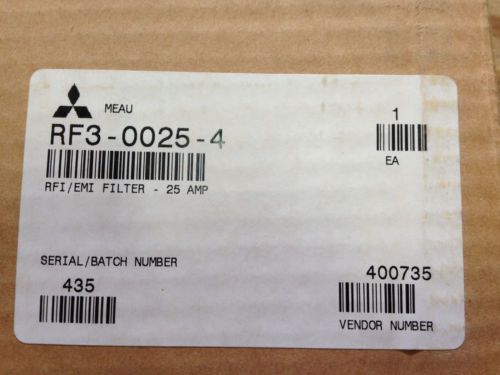 MEAU
1
RF3-0025-4
EA
RFI/EMI FILTER - 25 AMP
SERIAL/BATCH NUMBER
435
400735
VENDOR NUMBER